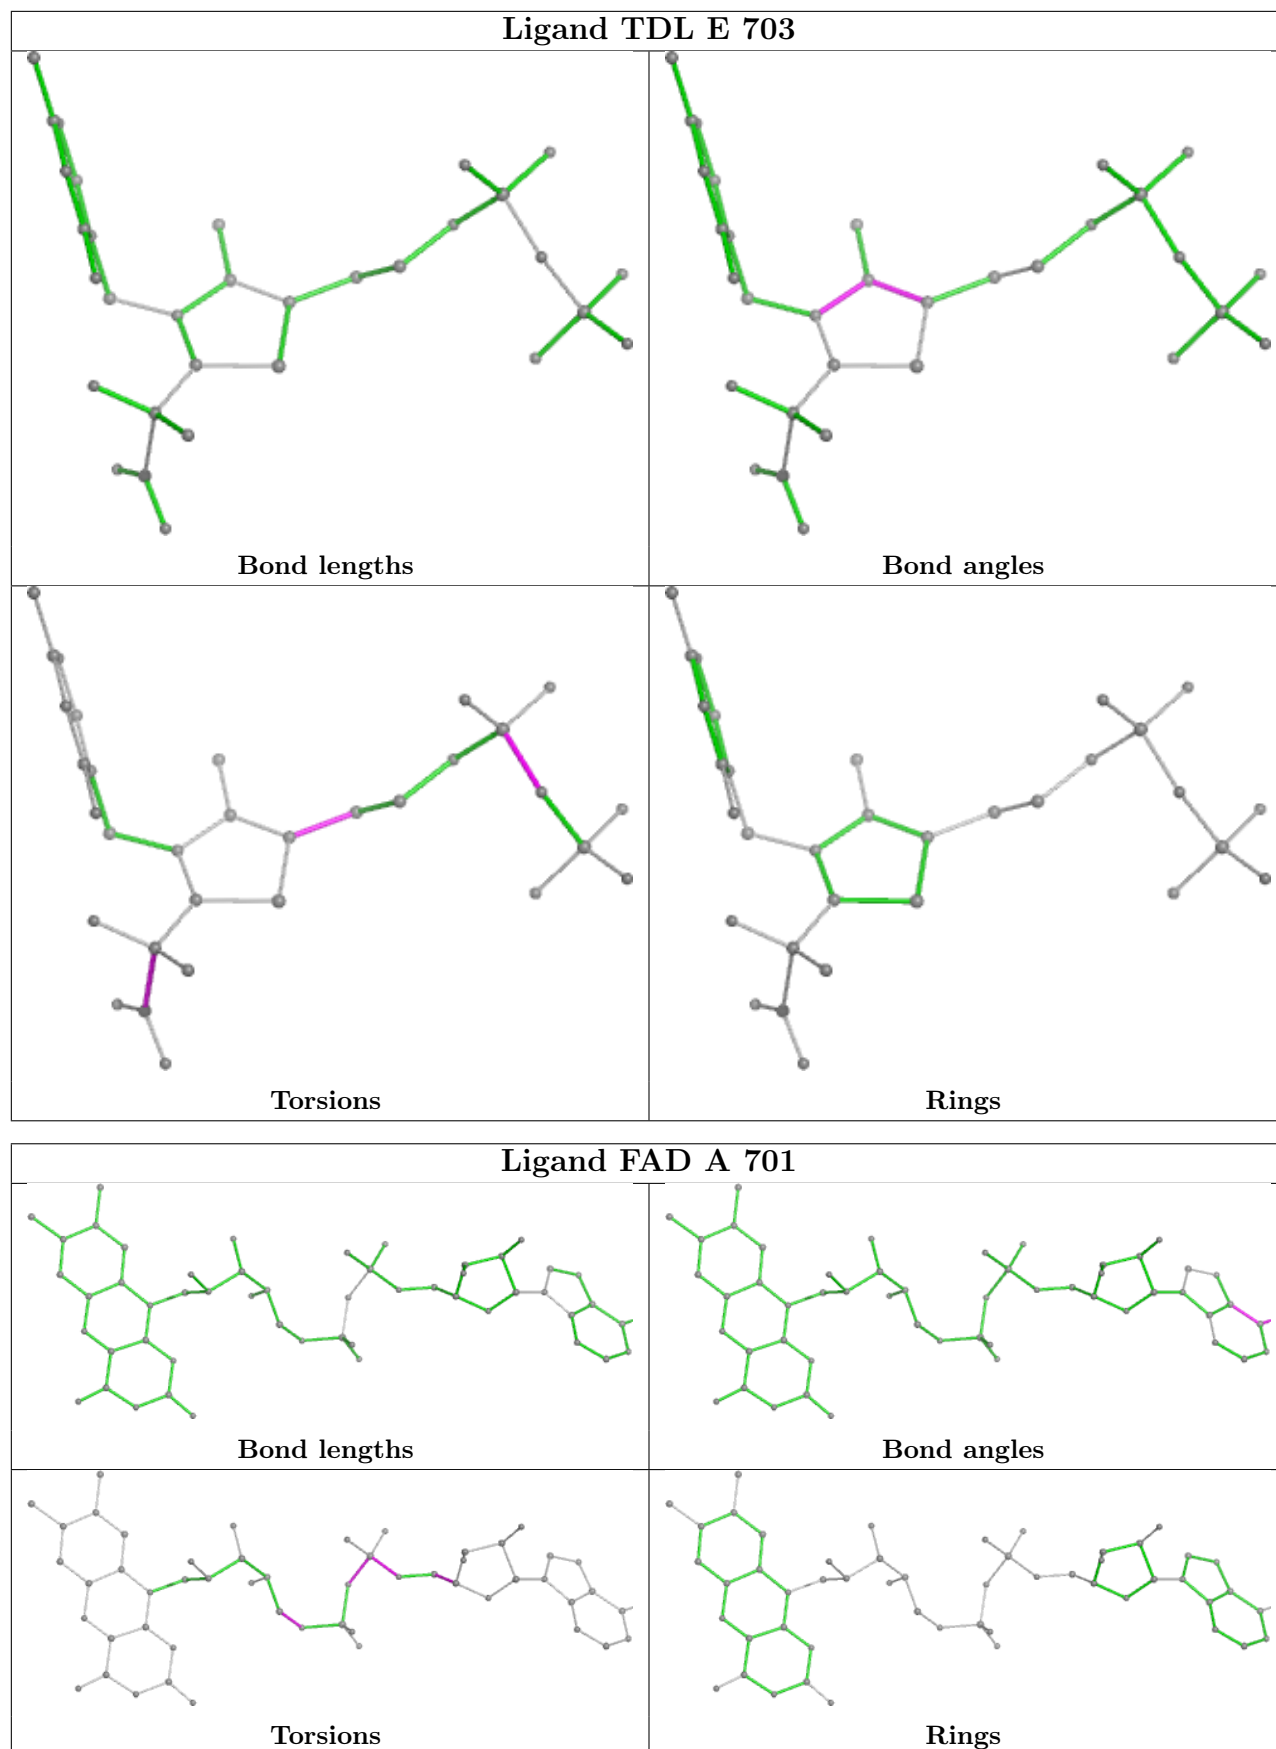 Ligand TDL E 703
Bond lengths
Bond angles
Torsions
Rings
Ligand FAD A 701
Bond lengths
Bond angles
Torsions
Rings